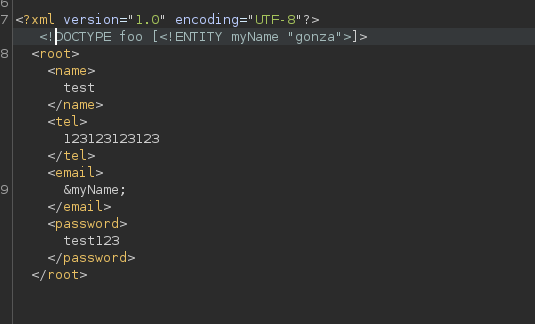 6
7 <?xml version="1.0" encoding="UTF-8"?>
<!DOCTYPE foo [<!ENTITY myName "gonza">]>
8 <root>
<name>
test
</name>
<tel>
123123123123
</tel>
<email>
9 &myName;
</email>
<password>
test123
</password>
</root>